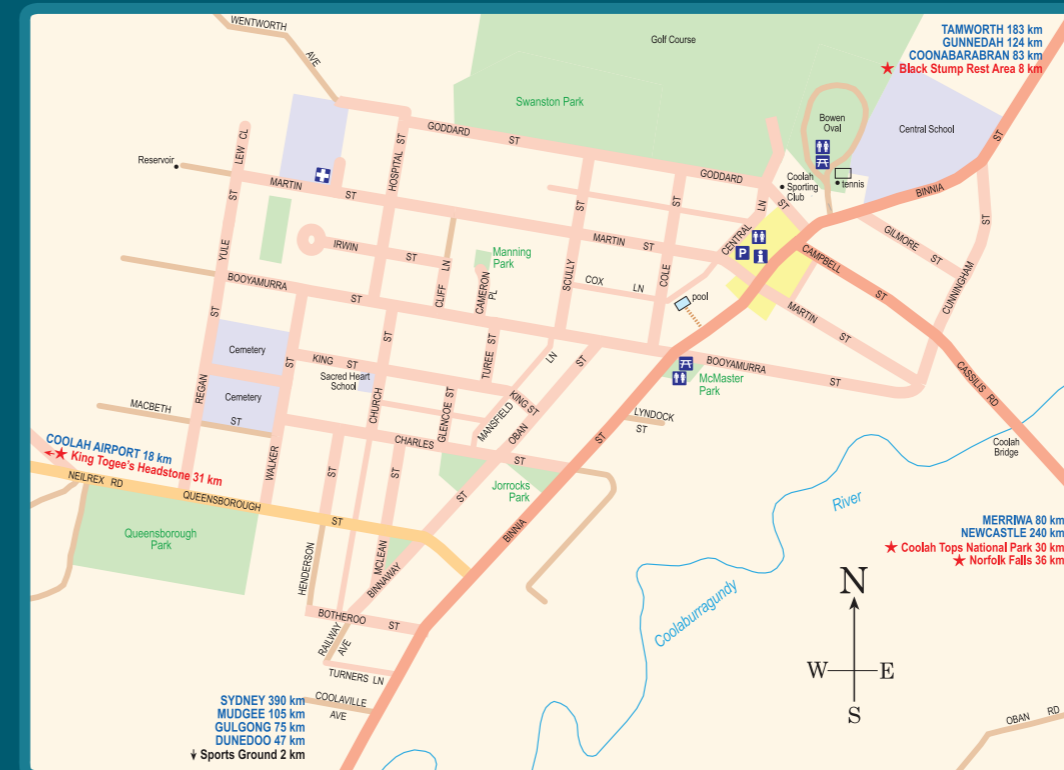 WENTWORTH
AVE
Golf Course
TAMWORTH 183 km
GUNNEDAH 124 km
COONABARABRAN 83 km
Black Stump Rest Area 8 km
Swanston Park
Bowen
Oval
Central School
ST
LEW CL
HOSPITAL ST
GODDARD
ST
Reservoir
MARTIN
ST
GODDARD
ST
Coolah
Sporting
Club
tennis
BINNIA
ST
YULE
ST
IRWIN
ST
Manning
Park
MARTIN
ST
ST
CENTRAL
LN
P
i
GILMORE
ST
CUNNINGHAM
ST
CAMPBELL
ST
BOOYAMURRA
ST
CLIFF LN
CAMERON
PL
SCULLY
ST
COX
LN
COLE
ST
pool
MARTIN
ST
ST
Cemetery
ST
KING
ST
Sacred Heart
School
CHURCH
ST
TUREE ST
LN
ST
BOOYAMURRA
ST
McMaster
Park
CASSILIS RD
REGAN
Cemetery
MACBETH
ST
GLENCOE ST
MANSFIELD
KING ST
OBAN
LYNDOCK
ST
COOLAH AIRPORT 18 km
King Togee's Headstone 31 km
NEILREX RD
QUEENSBOROUGH
ST
WALKER
CHARLES
ST
ST
ST
Jorrocks
Park
ST
BINNIA
ST
Coolah
Bridge
River
Queensborough
Park
HENDERSON
MCLEAN
BINNAWAY
MERRIWA 80 km
NEWCASTLE 240 km
Coolah Tops National Park 30 km
Norfolk Falls 36 km
BOTHEROO
ST
RAILWAY
AVE
Coolaburragundy
N
W
E
S
TURNERS LN
COOLAVILLE
AVE
SYDNEY 390 km
MUDGEE 105 km
GULGONG 75 km
DUNEDOO 47 km
Sports Ground 2 km
OBAN RD